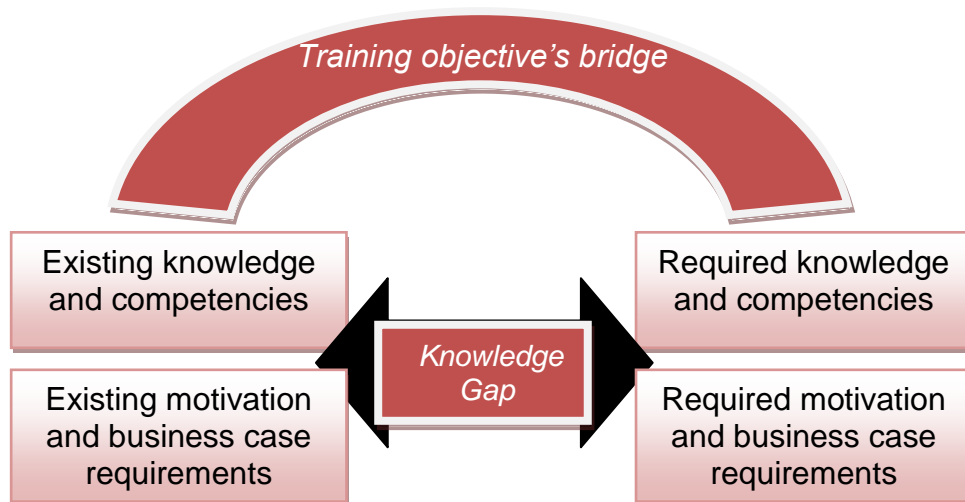 Training objective's bridge
Existing knowledge
and competencies
Required knowledge
and competencies
Knowledge
Gap
Existing motivation
and business case
requirements
Required motivation
and business case
requirements